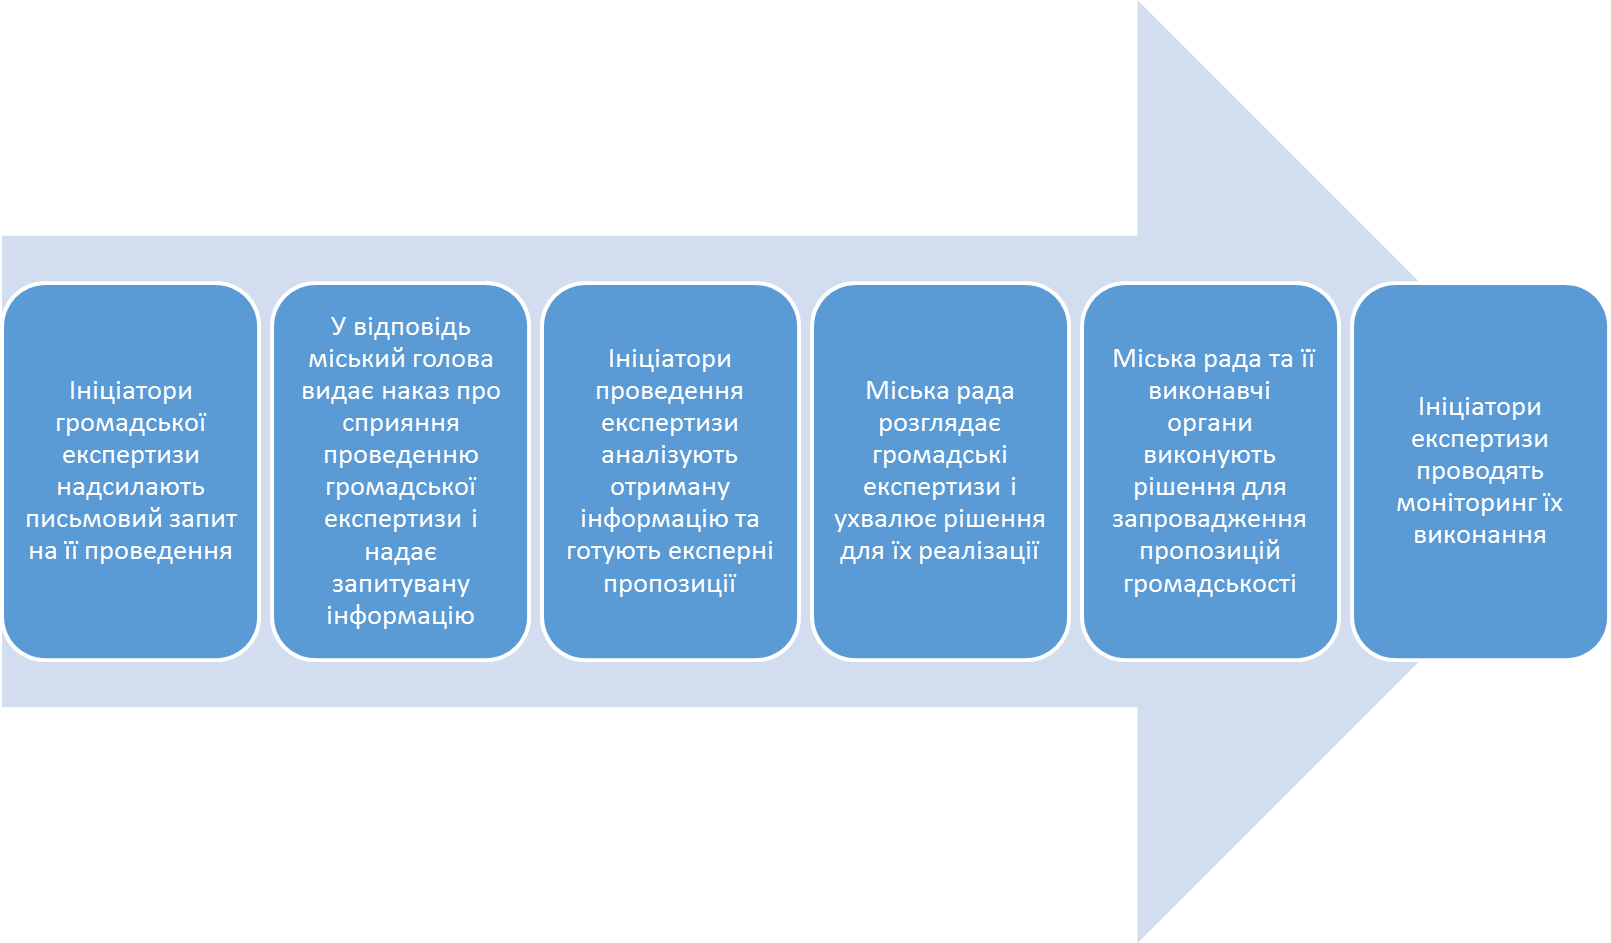 Ініціатори
громадської
експертизи
надсилають
письмовий запит
на її проведення
У відповідь
міський голова
видає наказ про
сприяння
проведенню
громадської
експертизи і
надає
запитувану
інформацію
Ініціатори
проведення
експертизи
аналізують
отриману
інформацію та
готують експерні
пропозиції
Міська рада
розглядає
громадські
експертизи і
ухвалює рішення
для їх реалізації
Міська рада та її
виконавчі
органи
виконують
рішення для
запровадження
пропозицій
громадськості
Ініціатори
експертизи
проводять
моніторинг їх
виконання